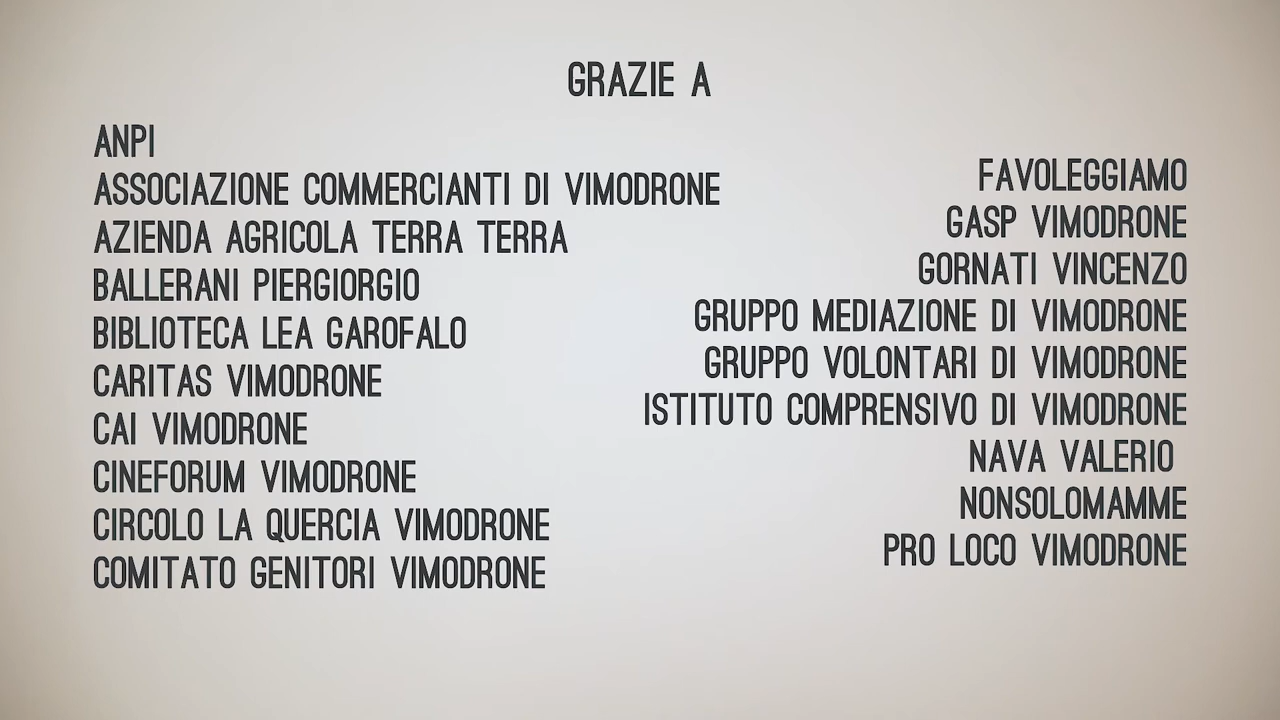 GRAZIE A
ANPI
ASSOCIAZIONE COMMERCIANTI DI VIMODRONE
AZIENDA AGRICOLA TERRA TERRA
BALLERANI PIERGIORGIO
BIBLIOTECA LEA GAROFALO
CARITAS VIMODRONE
CAI VIMODRONE
CINEFORUM VIMODRONE
CIRCOLO LA QUERCIA VIMODRONE
COMITATO GENITORI VIMODRONE
FAVOLEGGIAMO
GASP VIMODRONE
GORNATI VINCENZO
GRUPPO MEDIAZIONE DI VIMODRONE
GRUPPO VOLONTARI DI VIMODRONE
ISTITUTO COMPRENSIVO DI VIMODRONE
NAVA VALERIO
NONSOLOMAMME
PRO LOCO VIMODRONE